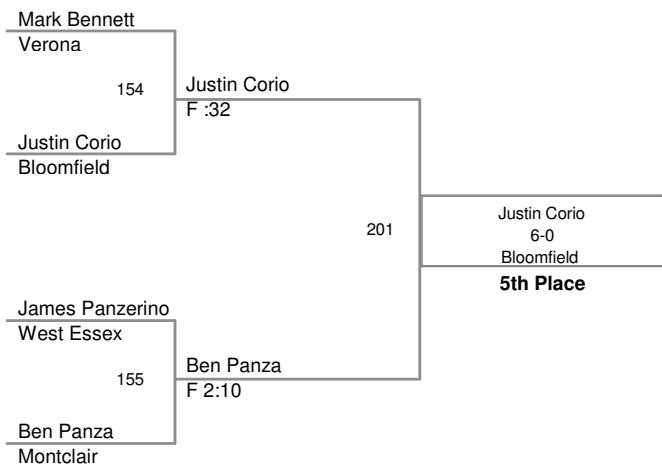 Mark Bennett
Verona
154
Justin Corio
F :32
Justin Corio
Bloomfield
201
Justin Corio
6-0
Bloomfield
5th Place
James Panzerino
West Essex
155
Ben Panza
F 2:10
Ben Panza
Montclair